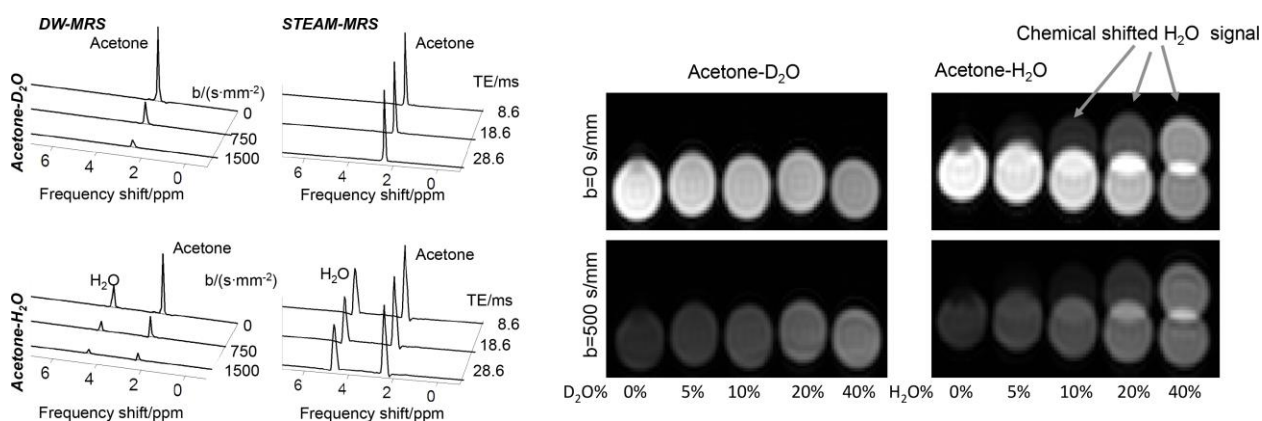 DW-MRS
STEAM-MRS
Acetone-D₂O
Acetone
b/(s·mm⁻²)
0
750
1500
6 4 2 0
Frequency shift/ppm
Acetone
TE/ms
8.6
18.6
28.6
6 4 2 0
Frequency shift/ppm
Acetone-H₂O
Acetone
H₂O
b/(s·mm⁻²)
0
750
1500
6 4 2 0
Frequency shift/ppm
Acetone
H₂O
TE/ms
8.6
18.6
28.6
6 4 2 0
Frequency shift/ppm
Chemical shifted H₂O signal
Acetone-D₂O
Acetone-H₂O
b=0 s/mm
b=500 s/mm
D₂O% 0% 5% 10% 20% 40%
H₂O% 0% 5% 10% 20% 40%